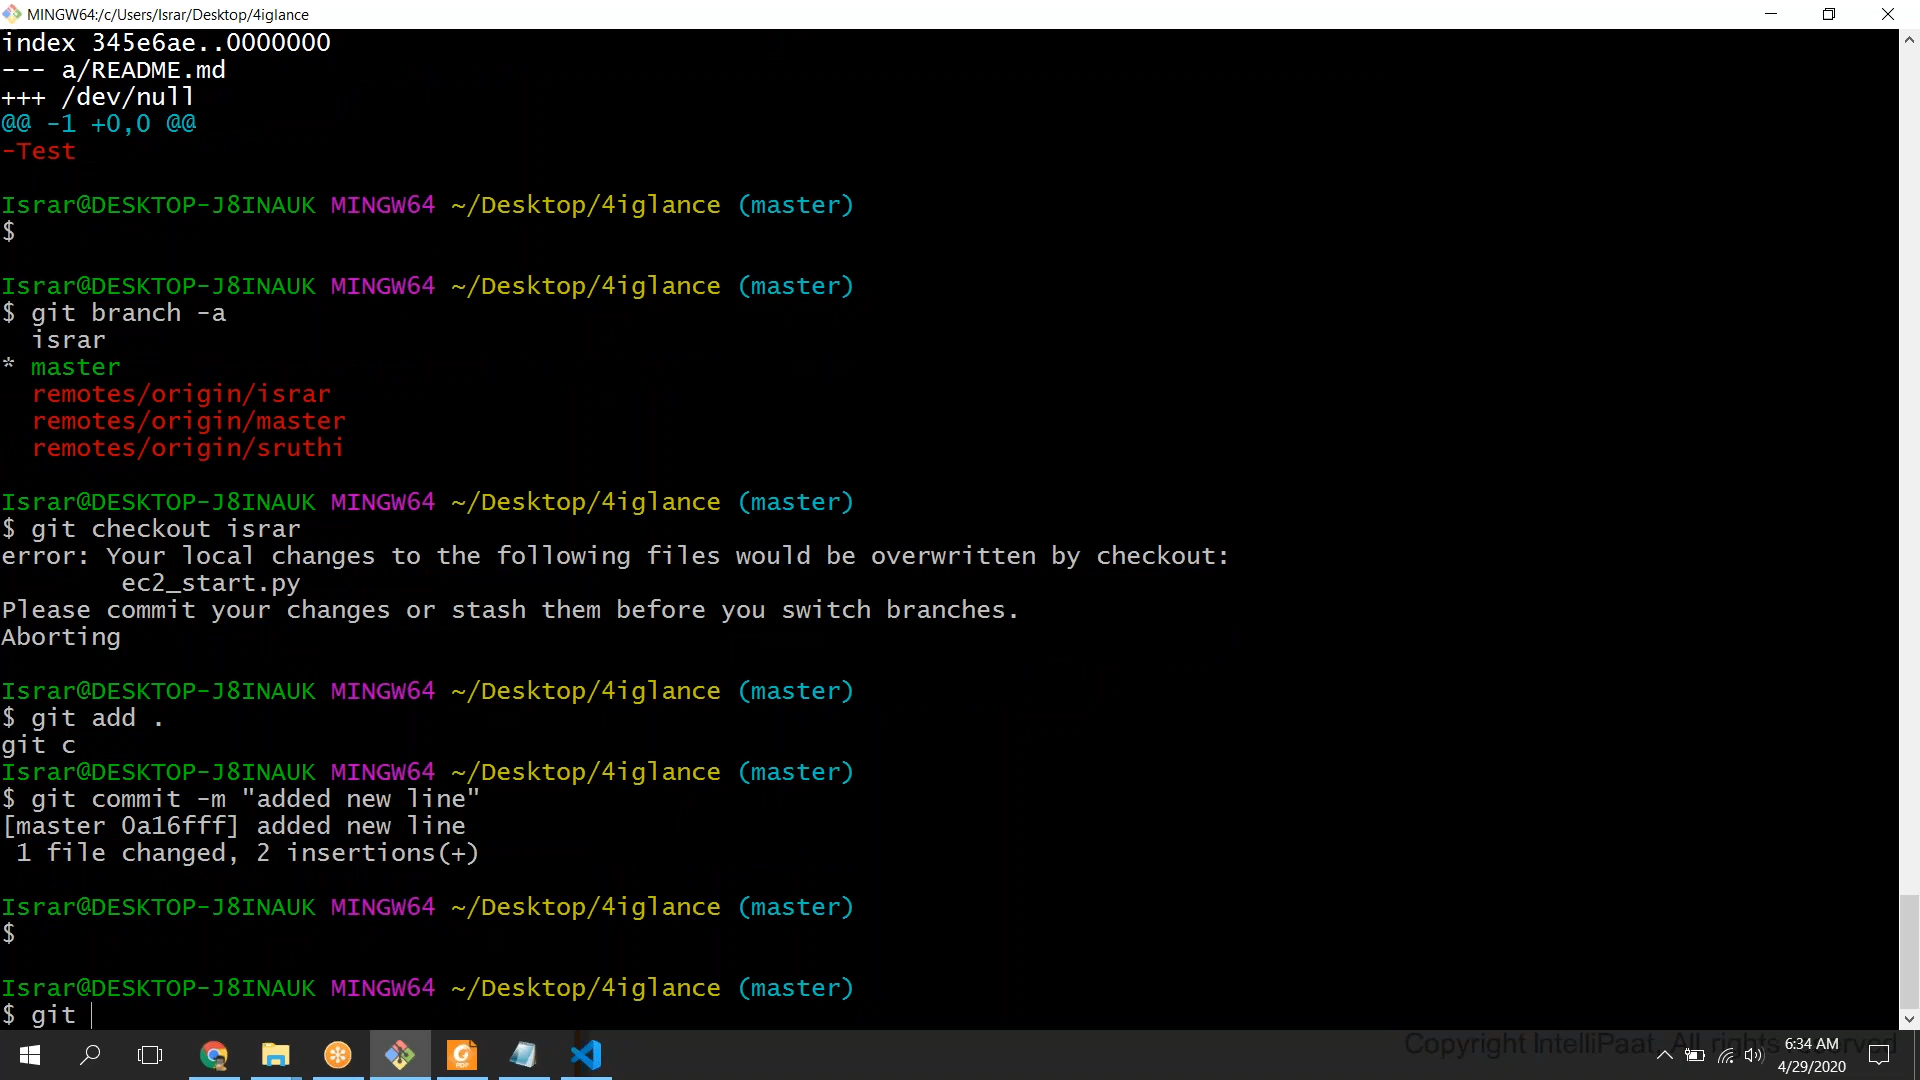 MINGW64:/c/Users/Israr/Desktop/4iglance
index 345e6ae..0000000
--- a/README.md
+++ /dev/null
@@ -1 +0,0 @@
-Test
Israr@DESKTOP-J8INAUK MINGW64 ~/Desktop/4iglance (master)
$
Israr@DESKTOP-J8INAUK MINGW64 ~/Desktop/4iglance (master)
$ git branch -a
  israr
* master
  remotes/origin/israr
  remotes/origin/master
  remotes/origin/sruthi
Israr@DESKTOP-J8INAUK MINGW64 ~/Desktop/4iglance (master)
$ git checkout israr
error: Your local changes to the following files would be overwritten by checkout:
        ec2_start.py
Please commit your changes or stash them before you switch branches.
Aborting
Israr@DESKTOP-J8INAUK MINGW64 ~/Desktop/4iglance (master)
$ git add .
git c
Israr@DESKTOP-J8INAUK MINGW64 ~/Desktop/4iglance (master)
$ git commit -m "added new line"
[master 0a16fff] added new line
 1 file changed, 2 insertions(+)
Israr@DESKTOP-J8INAUK MINGW64 ~/Desktop/4iglance (master)
$
Israr@DESKTOP-J8INAUK MINGW64 ~/Desktop/4iglance (master)
$ git
Copyright IntelliPaat. All rights reserved
6:34 AM
4/29/2020